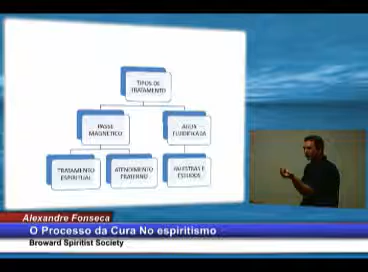 TIPOS DE
TRATAMENTO
PASSE
MAGNÉTICO
ÁGUA
FLUIDIFICADA
TRATAMENTO
ESPIRITUAL
ATENDIMENTO
FRATERNO
PALESTRAS E
ESTUDOS
Alexandre Fonseca
O Processo da Cura No espiritismo
Broward Spiritist Society